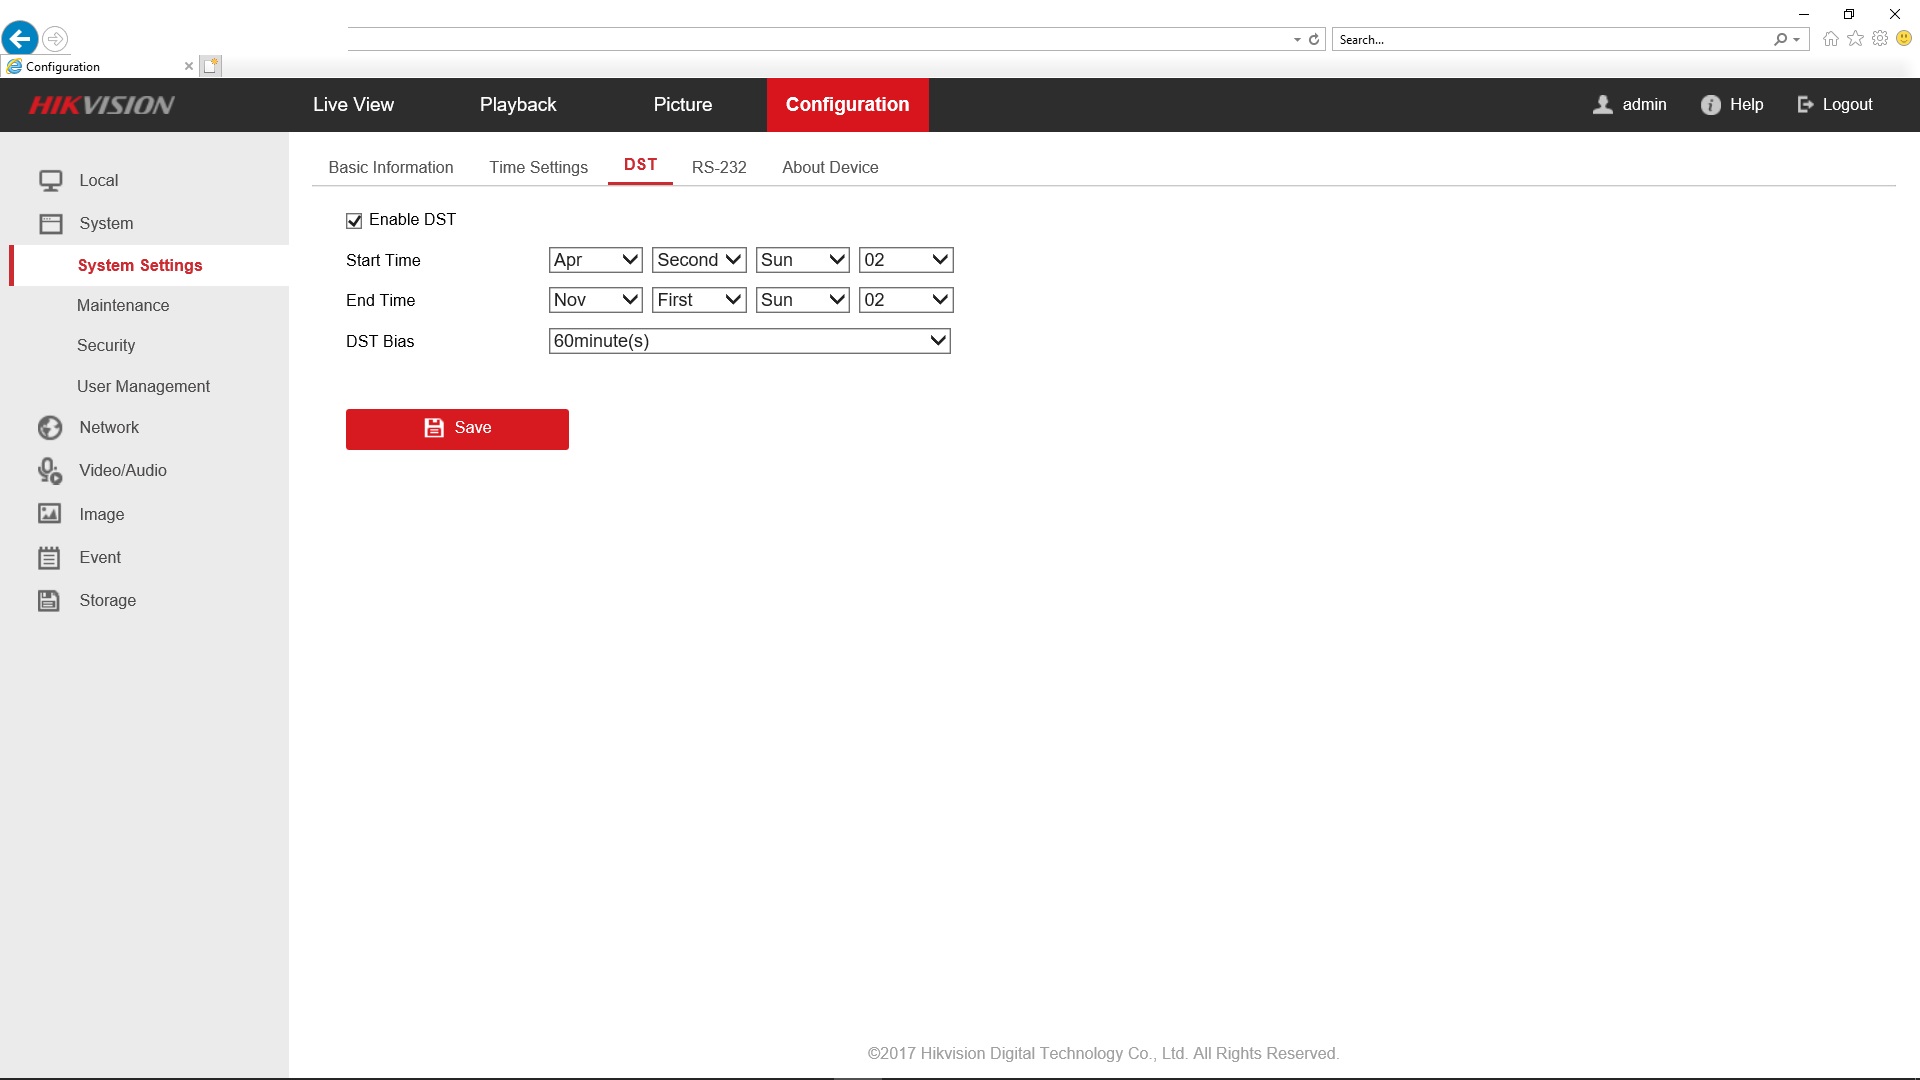 Search...
Configuration
HIKVISION
Live View
Playback
Picture
Configuration
admin
Help
Logout
Basic Information
Time Settings
DST
RS-232
About Device
Local
System
System Settings
Maintenance
Security
User Management
Network
Video/Audio
Image
Event
Storage
Enable DST
Start Time Apr Second Sun 02
End Time Nov First Sun 02
DST Bias 60minute(s)
Save
©2017 Hikvision Digital Technology Co., Ltd. All Rights Reserved.